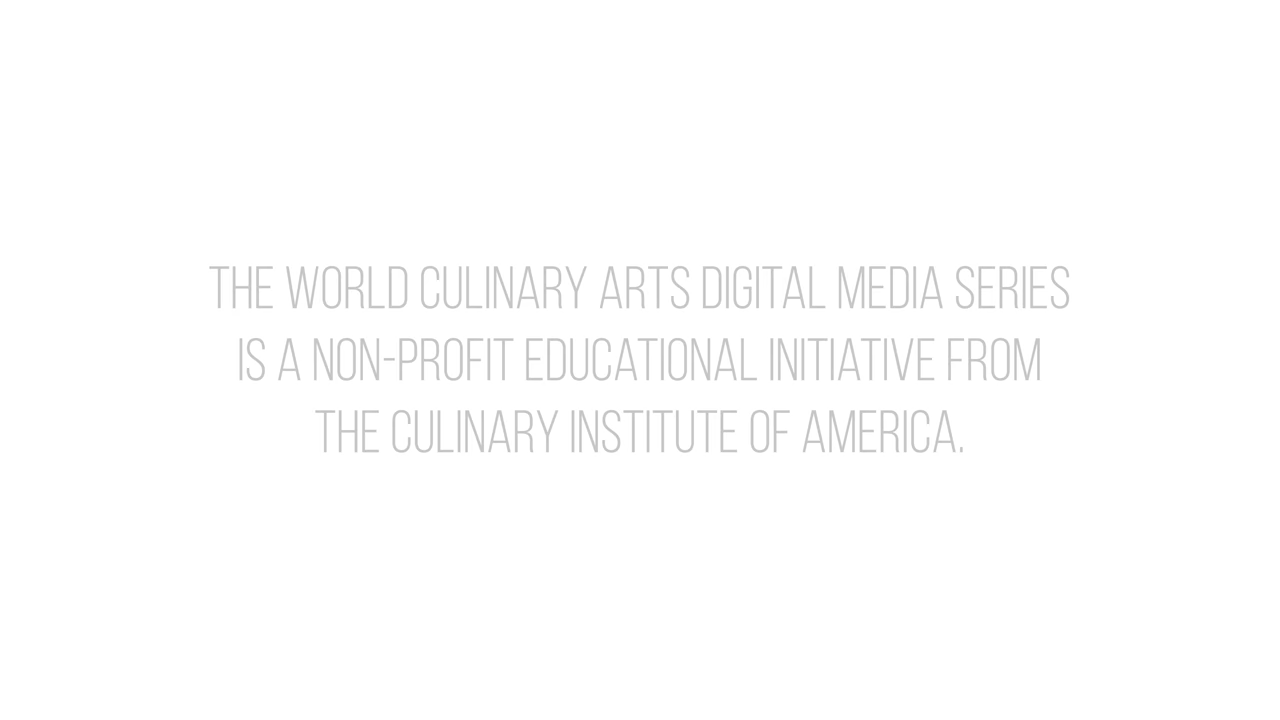 THE WORLD CULINARY ARTS DIGITAL MEDIA SERIES
IS A NON-PROFIT EDUCATIONAL INITIATIVE FROM
THE CULINARY INSTITUTE OF AMERICA.